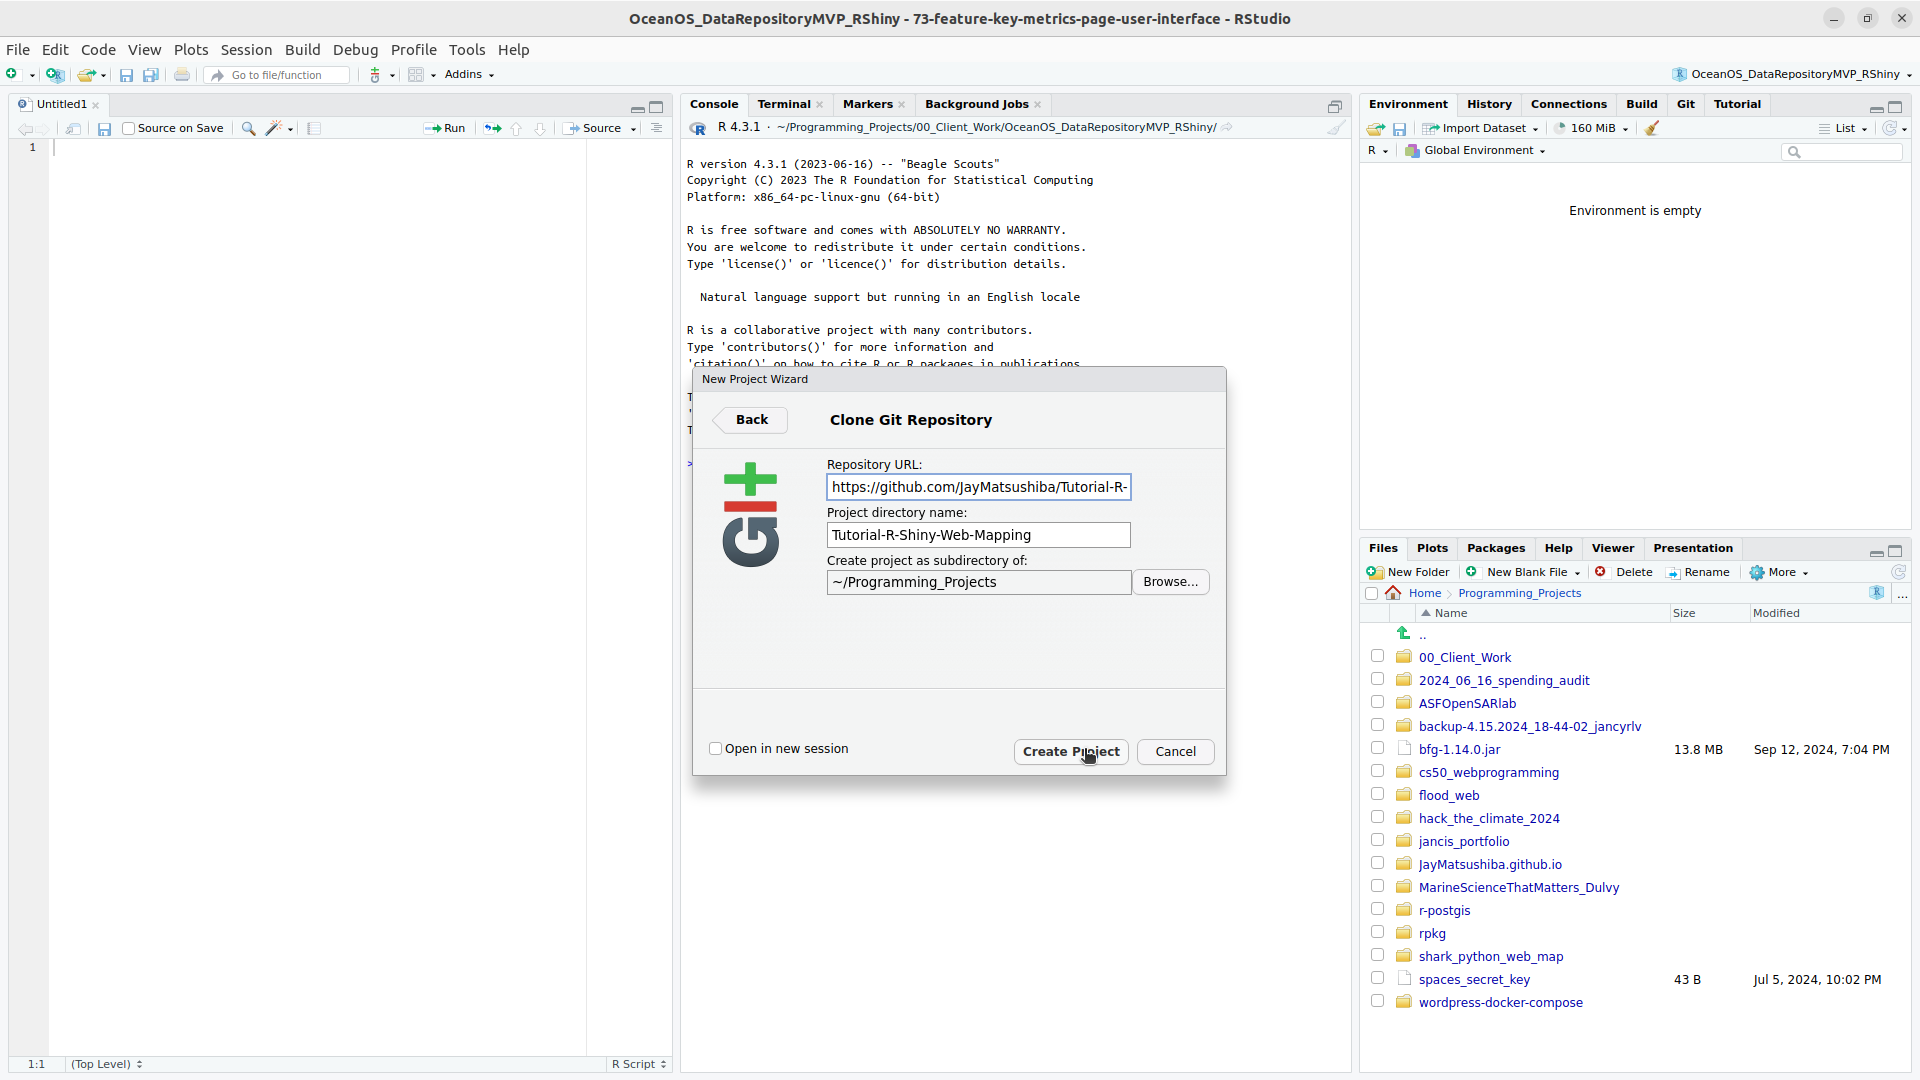 OceanOS_DataRepositoryMVP_RShiny - 73-feature-key-metrics-page-user-interface - RStudio
File Edit Code View Plots Session Build Debug Profile Tools Help
Go to file/function Addins OceanOS_DataRepositoryMVP_RShiny
Untitled1
Source on Save Run Source
1
1:1 (Top Level) R Script
Console Terminal Markers Background Jobs
R 4.3.1 · ~/Programming_Projects/00_Client_Work/OceanOS_DataRepositoryMVP_RShiny/
R version 4.3.1 (2023-06-16) -- "Beagle Scouts"
Copyright (C) 2023 The R Foundation for Statistical Computing
Platform: x86_64-pc-linux-gnu (64-bit)
R is free software and comes with ABSOLUTELY NO WARRANTY.
You are welcome to redistribute it under certain conditions.
Type 'license()' or 'licence()' for distribution details.
Natural language support but running in an English locale
R is a collaborative project with many contributors.
Type 'contributors()' for more information and
'citation()' on how to cite R or R packages in publications
T
'
T
>
New Project Wizard
Back
Clone Git Repository
GIT
Repository URL:
https://github.com/JayMatsushiba/Tutorial-R-
Project directory name:
Tutorial-R-Shiny-Web-Mapping
Create project as subdirectory of:
~/Programming_Projects Browse...
Open in new session Create Project Cancel
Environment History Connections Build Git Tutorial
Import Dataset 160 MiB List
R Global Environment
Environment is empty
Files Plots Packages Help Viewer Presentation
New Folder New Blank File Delete Rename More
Home Programming_Projects ...
Name Size Modified
..
00_Client_Work
2024_06_16_spending_audit
ASFOpenSARlab
backup-4.15.2024_18-44-02_jancyrlv
bfg-1.14.0.jar 13.8 MB Sep 12, 2024, 7:04 PM
cs50_webprogramming
flood_web
hack_the_climate_2024
jancis_portfolio
JayMatsushiba.github.io
MarineScienceThatMatters_Dulvy
r-postgis
rpkg
shark_python_web_map
spaces_secret_key 43 B Jul 5, 2024, 10:02 PM
wordpress-docker-compose